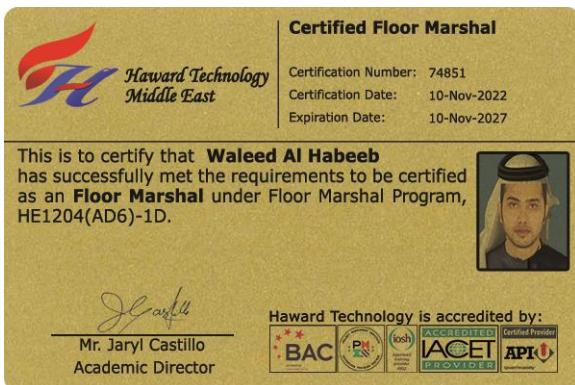 Certified Floor Marshal
Haward Technology
Middle East
Certification Number: 74851
Certification Date: 10-Nov-2022
Expiration Date: 10-Nov-2027
This is to certify that Waleed Al Habeeb
has successfully met the requirements to be certified
as an Floor Marshal under Floor Marshal Program,
HE1204(AD6)-1D.
Mr. Jaryl Castillo
Academic Director
Haward Technology is accredited by:
BAC
PM
iosh
ACCREDITED
IACET
PROVIDER
Certified Provider
API